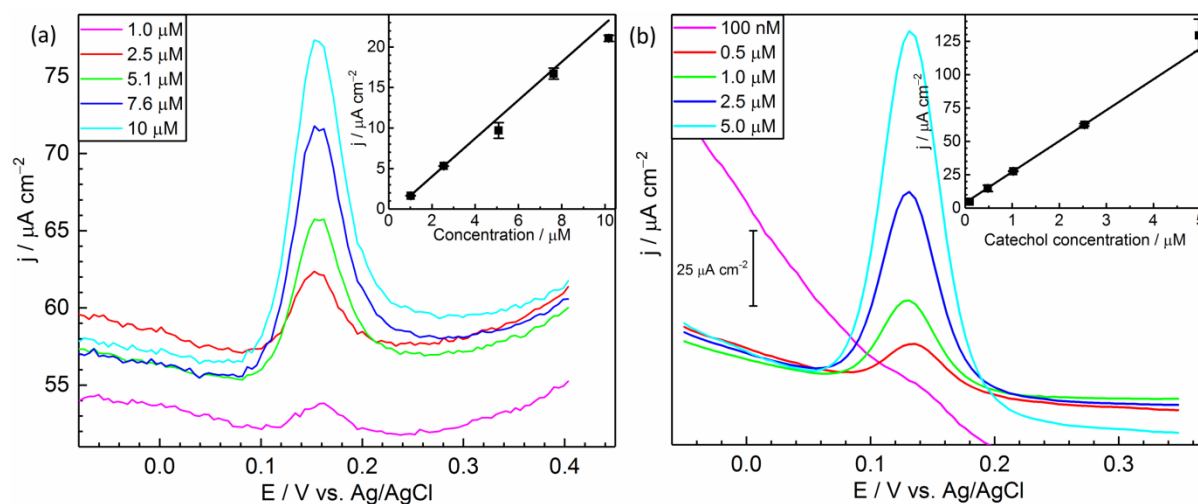 (a)
1.0 μM
2.5 μM
5.1 μM
7.6 μM
10 μM
75
70
65
60
55
j / μA cm⁻²
0.0
0.1
0.2
0.3
0.4
E / V vs. Ag/AgCl
20
15
10
5
0
j / μA cm⁻²
0
2
4
6
8
10
Concentration / μM
(b)
100 nM
0.5 μM
1.0 μM
2.5 μM
5.0 μM
j / μA cm⁻²
25 μA cm⁻²
0.0
0.1
0.2
0.3
E / V vs. Ag/AgCl
125
100
75
50
25
0
j / μA cm⁻²
0
1
2
3
4
5
Catechol concentration / μM